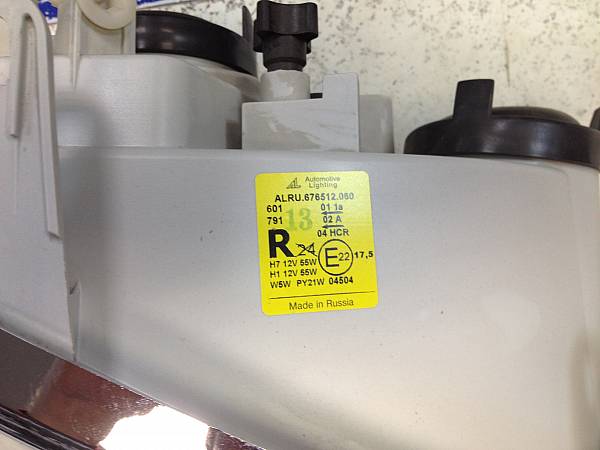 Automotive
Lighting
ALRU.676512.060
601 01 1a
791 13 02 A
R 24 04 HCR
E22 17,5
H7 12V 55W
H1 12V 55W
W5W PY21W 04504
Made in Russia